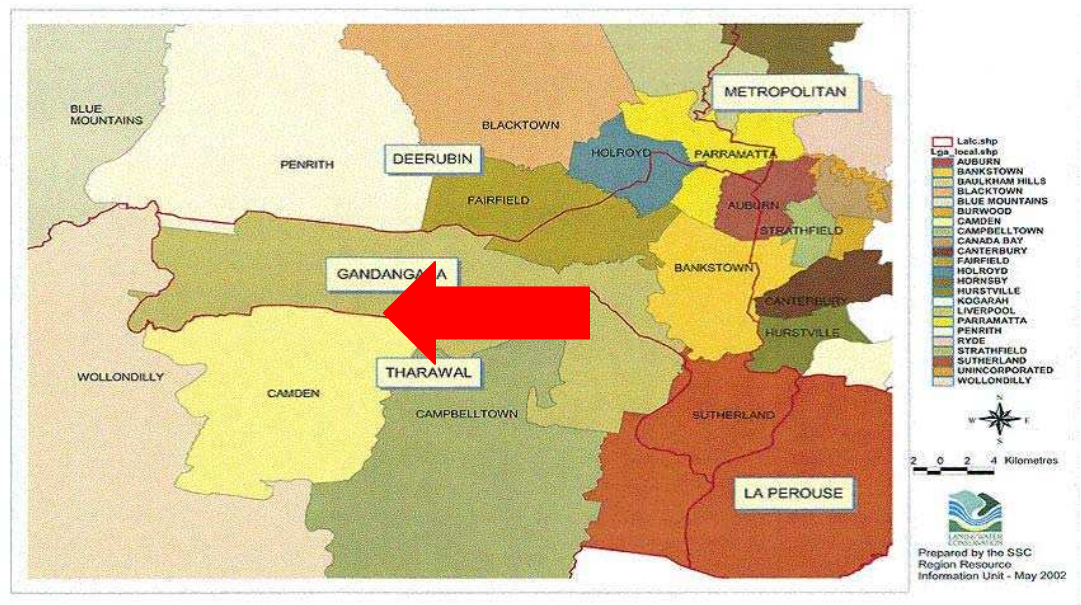 METROPOLITAN
BLUE
MOUNTAINS
BLACKTOWN
PENRITH
DEERUBIN
HOLROYD
PARRAMATTA
FAIRFIELD
AUBURN
STRATHFIELD
BANKSTOWN
CANTERBURY
HURSTVILLE
WOLLONDILLY
CAMDEN
THARAWAL
CAMPBELLTOWN
SUTHERLAND
LA PEROUSE
Lalc.shp
Lga_local.shp
AUBURN
BANKSTOWN
BAULKHAM HILLS
BLACKTOWN
BLUE MOUNTAINS
BURWOOD
CAMDEN
CAMPBELLTOWN
CANADA BAY
CANTERBURY
FAIRFIELD
HOLROYD
HORNSBY
HURSTVILLE
KOGARAH
LIVERPOOL
PARRAMATTA
PENRITH
RYDE
STRATHFIELD
SUTHERLAND
UNINCORPORATED
WOLLONDILLY
N
W E
S
2 0 2 4 Kilometres
LAND & WATER
CONSERVATION
Prepared by the SSC
Region Resource
Information Unit - May 2002